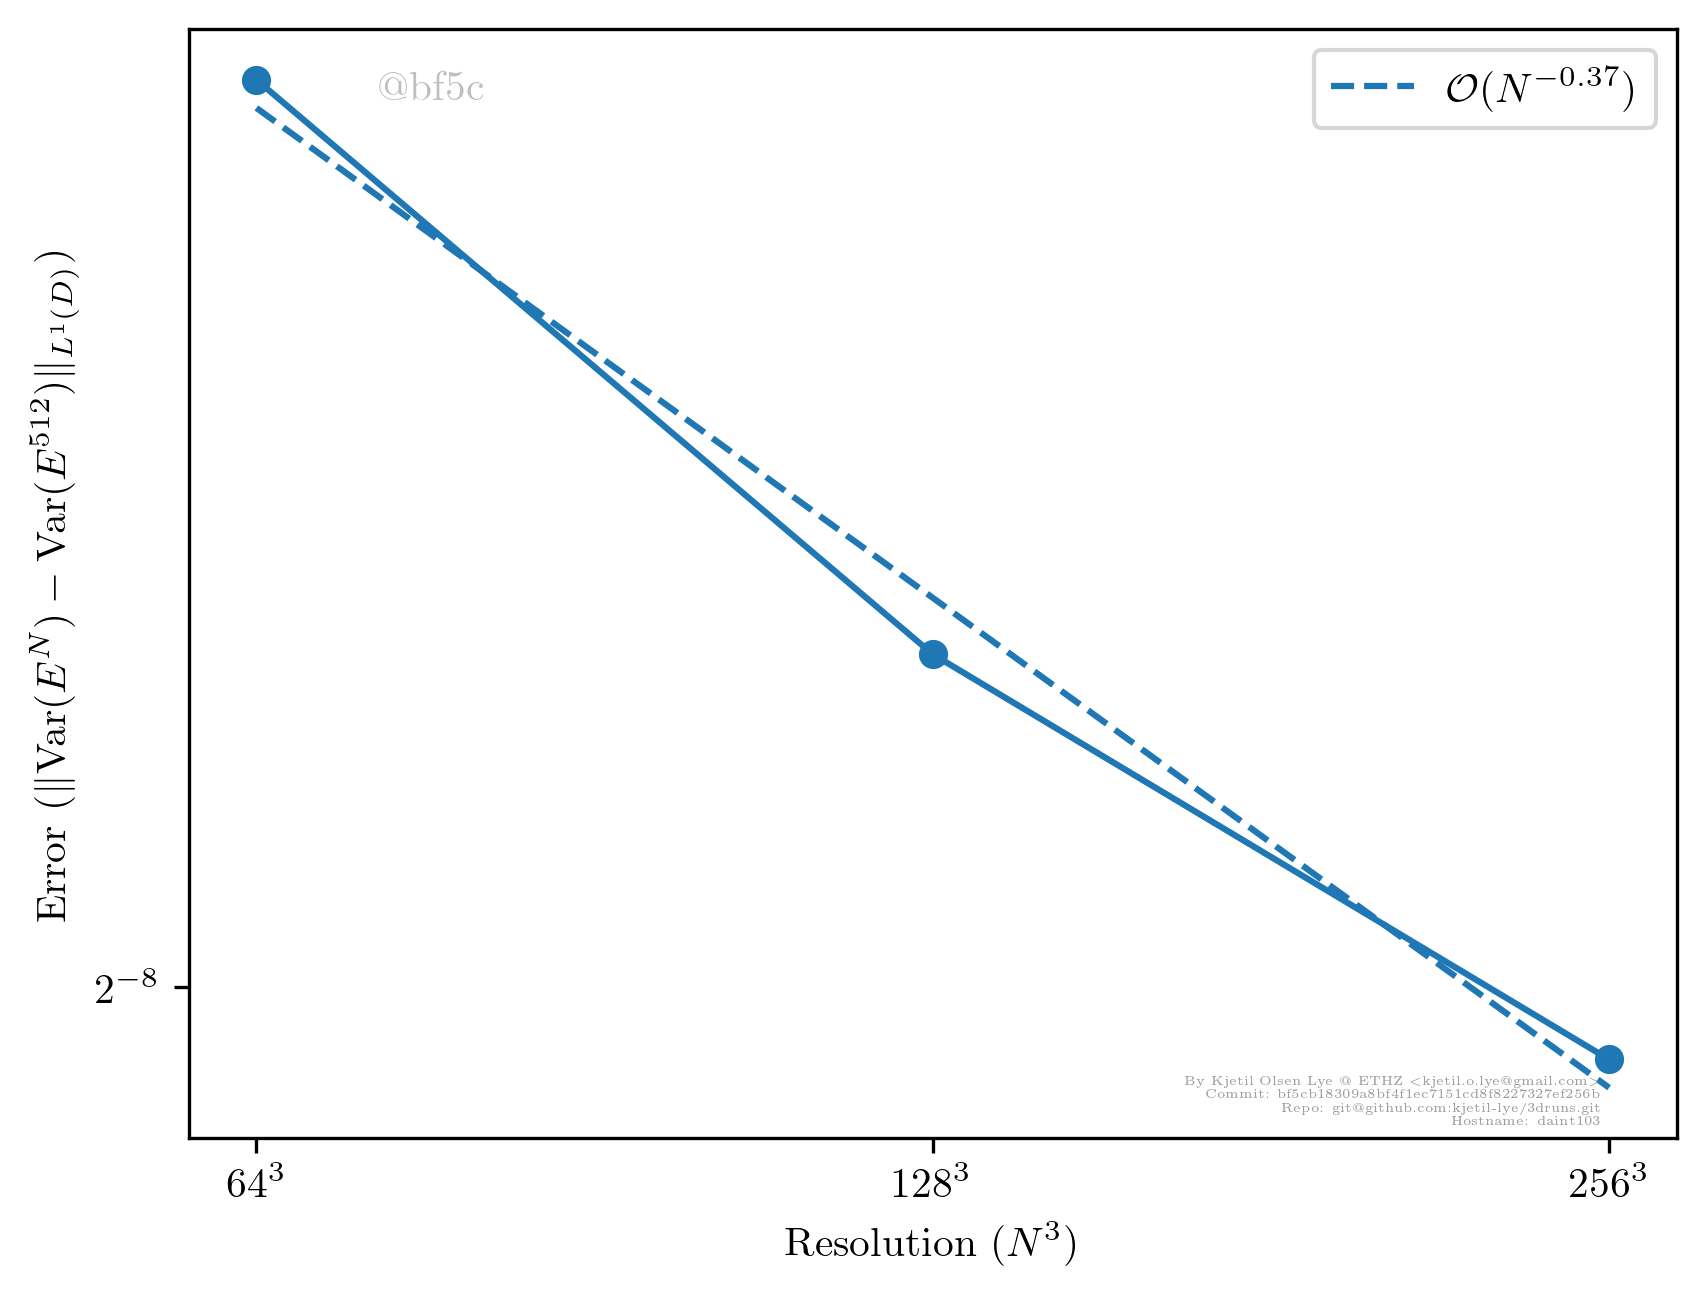 @bf5c
𝒪(N^{-0.37})
Error (||Var(E^N) − Var(E^{512})||_{L^1(D)})
2^{-8}
By Kjetil Olsen Lye @ ETHZ <kjetil.o.lye@gmail.com>
Commit: bf5cb18309a8bf4f1ec7151cd8f8227327ef256b
Repo: git@github.com:kjetil-lye/3druns.git
Hostname: daint103
64^3 128^3 256^3
Resolution (N^3)